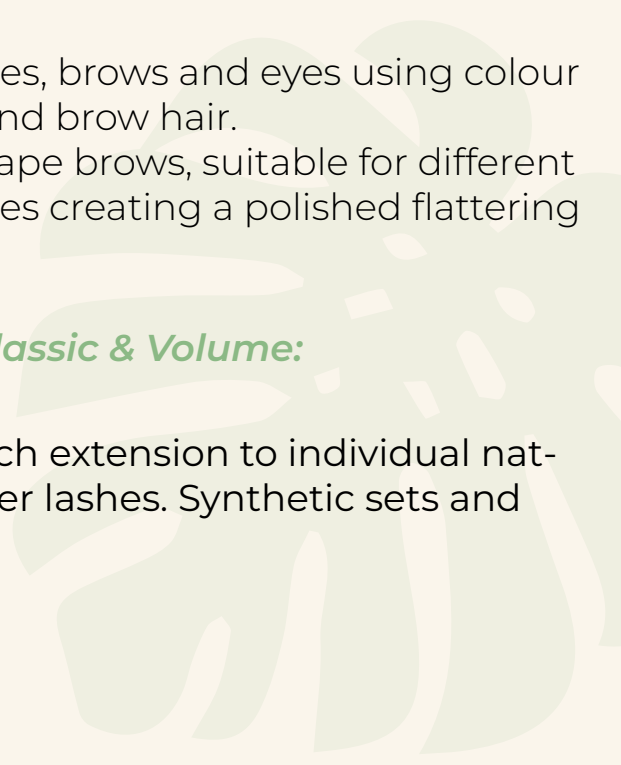 es, brows and eyes using colour
nd brow hair.
ape brows, suitable for different
es creating a polished flattering
lassic & Volume:
ch extension to individual nat-
er lashes. Synthetic sets and